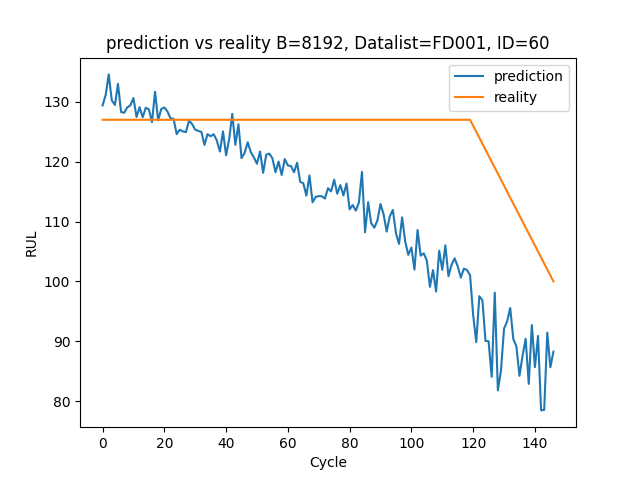 prediction vs reality B=8192, Datalist=FD001, ID=60
prediction
reality
RUL
130
120
110
100
90
80
0 20 40 60 80 100 120 140
Cycle